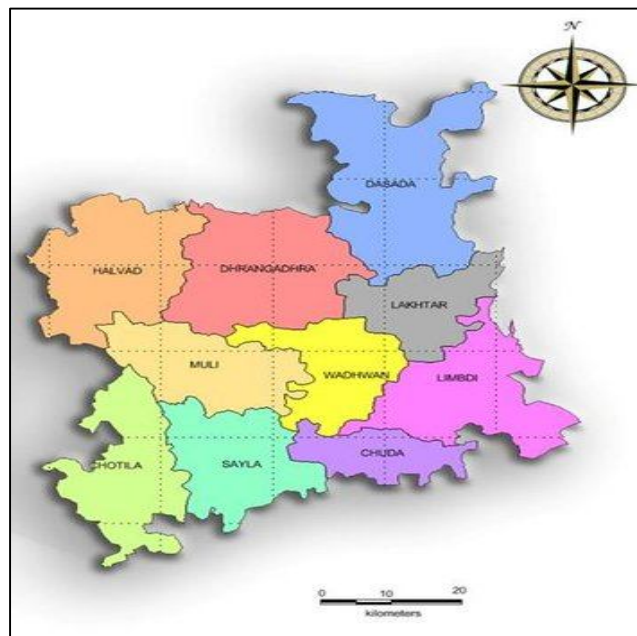 N
DASADA
HALVAD
DHRANGADHRA
LAKHTAR
MULI
WADHWAN
LIMBDI
CHOTILA
SAYLA
CHUDA
0 10 20
kilometers